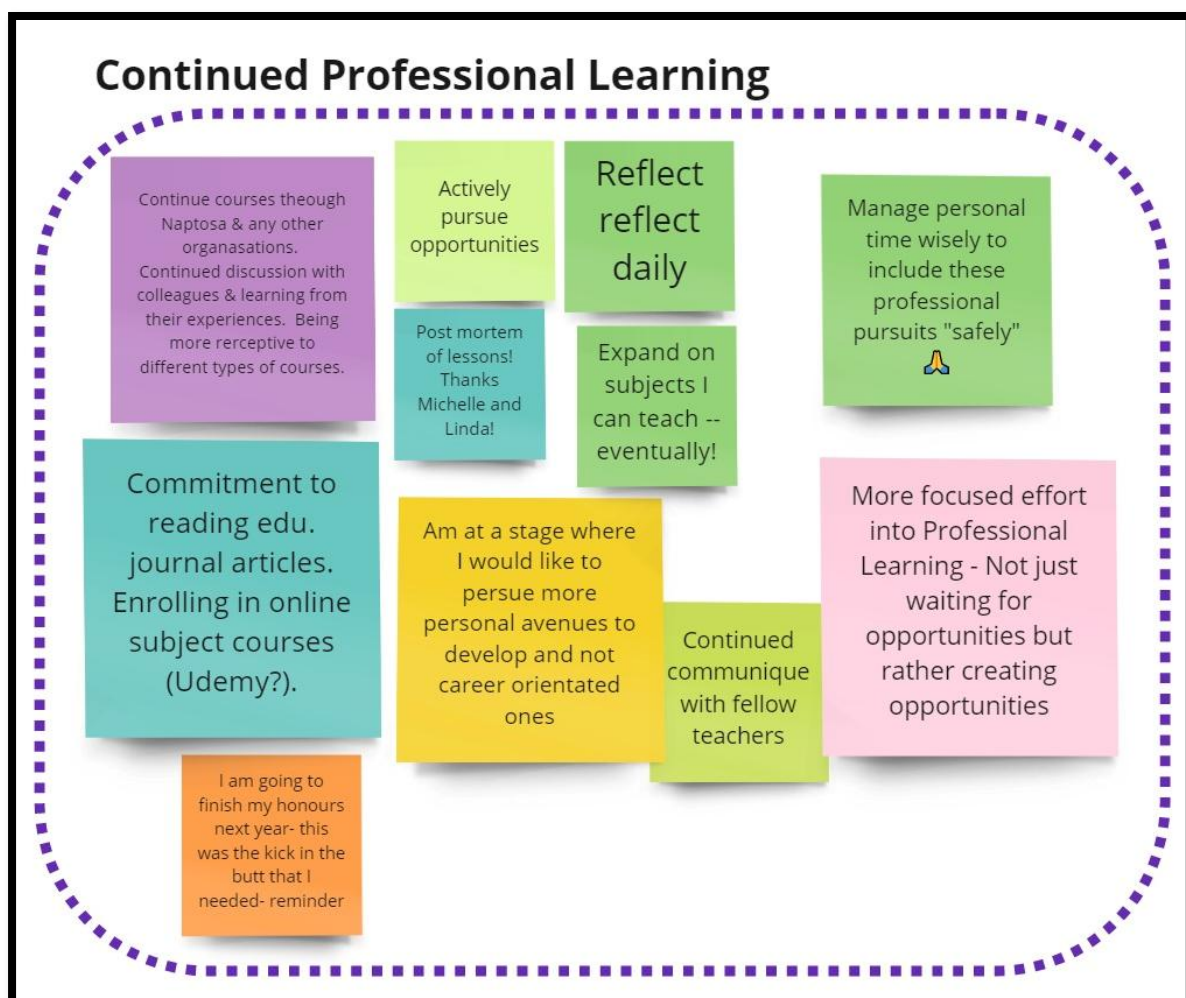 Continued Professional Learning
Continue courses theough
Naptosa & any other
organasations.
Continued discussion with
colleagues & learning from
their experiences. Being
more rerceptive to
different types of courses.
Actively
pursue
opportunities
Reflect
reflect
daily
Manage personal
time wisely to
include these
professional
pursuits "safely"
🙏
Post mortem
of lessons!
Thanks
Michelle and
Linda!
Expand on
subjects I
can teach --
eventually!
Commitment to
reading edu.
journal articles.
Enrolling in online
subject courses
(Udemy?).
Am at a stage where
I would like to
persue more
personal avenues to
develop and not
career orientated
ones
Continued
communique
with fellow
teachers
More focused effort
into Professional
Learning - Not just
waiting for
opportunities but
rather creating
opportunities
I am going to
finish my honours
next year- this
was the kick in the
butt that I
needed- reminder